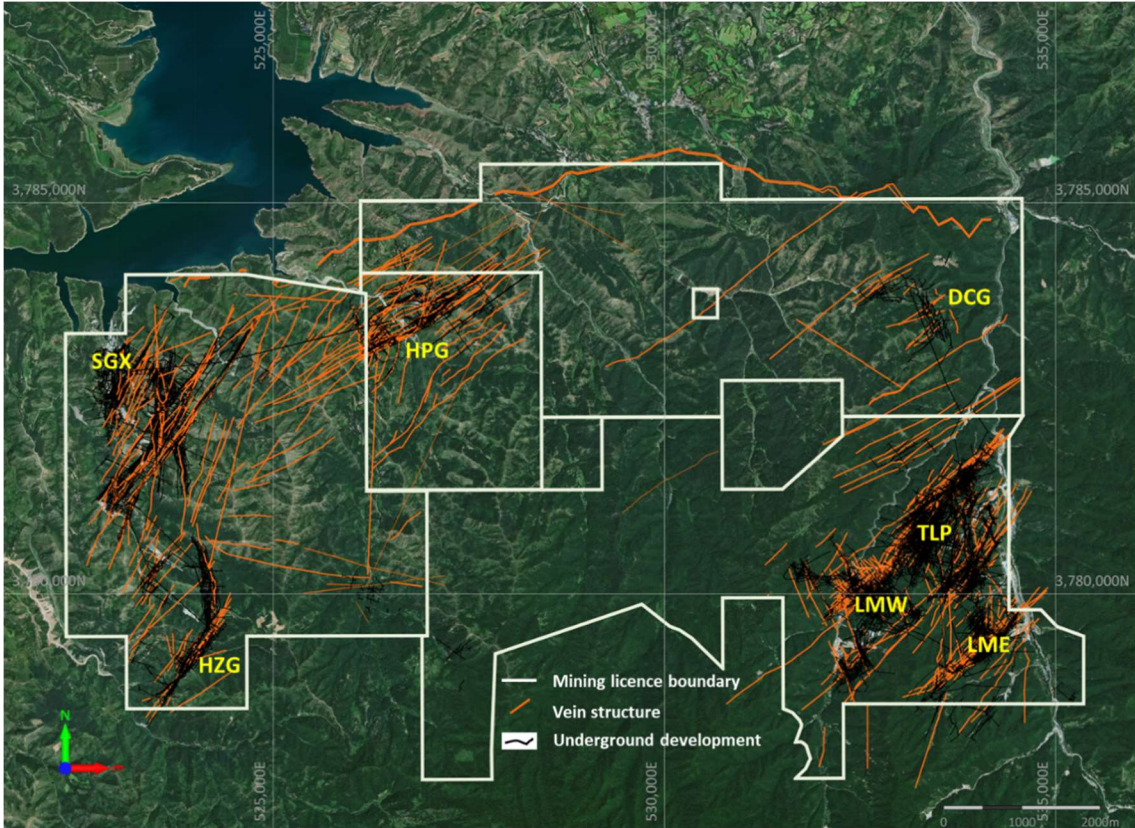 525,000E
530,000E
535,000E
3,785,000N
3,785,000N
DCG
SGX
HPG
TLP
3,780,000N
3,780,000N
LMW
LME
HZG
Mining licence boundary
Vein structure
Underground development
N
525,000E
530,000E
535,000E
0
1000
2000m